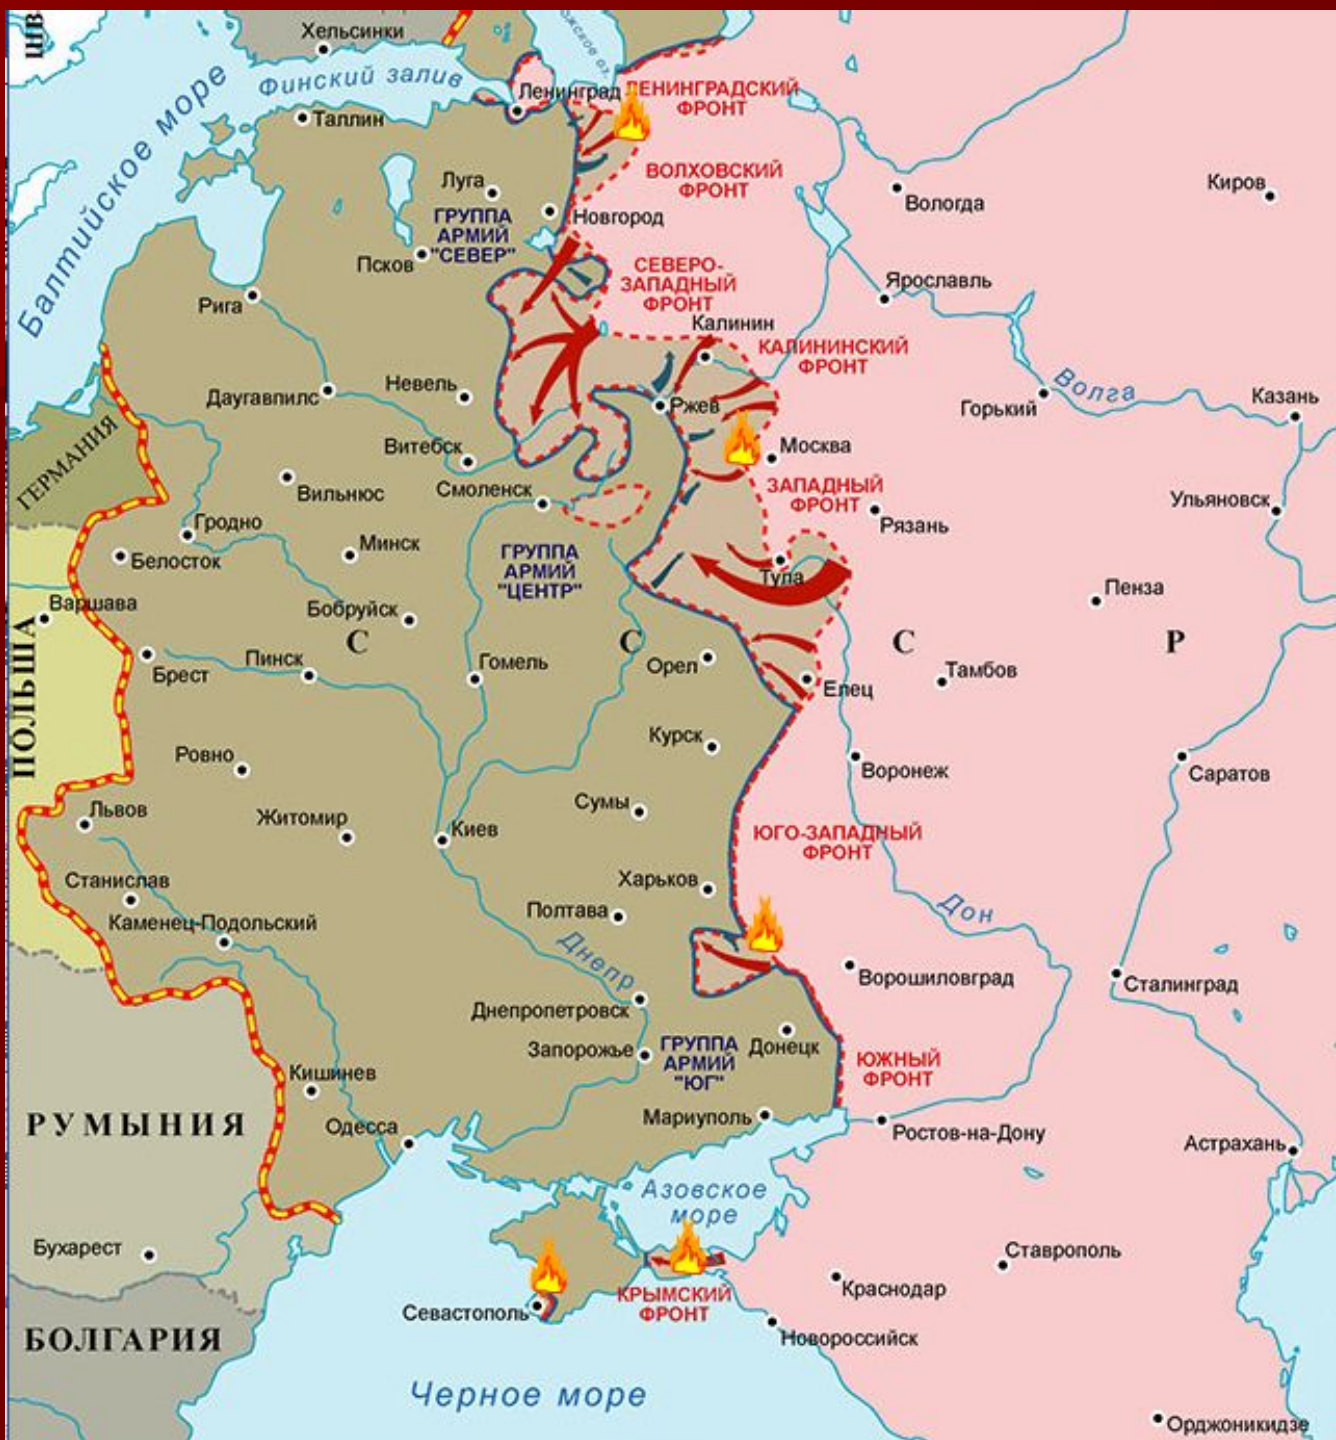 ШВ
Хельсинки
Финский залив
Ленинград
ЛЕНИНГРАДСКИЙ
ФРОНТ
Балтийское море
Таллин
Луга
ВОЛХОВСКИЙ
ФРОНТ
Вологда
Киров
Новгород
ГРУППА
АРМИЙ
"СЕВЕР"
Псков
СЕВЕРО-
ЗАПАДНЫЙ
ФРОНТ
Ярославль
Рига
Калинин
КАЛИНИНСКИЙ
ФРОНТ
Волга
Даугавпилс
Невель
Ржев
Горький
Казань
ГЕРМАНИЯ
Витебск
Москва
Вильнюс
Смоленск
ЗАПАДНЫЙ
ФРОНТ
Рязань
Ульяновск
Гродно
Белосток
Минск
ГРУППА
АРМИЙ
"ЦЕНТР"
Тула
Пенза
Варшава
Бобруйск
ПОЛЬША
С С С Р
Брест
Пинск
Гомель
Орел
Елец
Тамбов
Ровно
Курск
Воронеж
Саратов
Львов
Житомир
Киев
Сумы
ЮГО-ЗАПАДНЫЙ
ФРОНТ
Станислав
Харьков
Каменец-Подольский
Полтава
Днепр
Дон
Ворошиловград
Сталинград
Днепропетровск
Запорожье
ГРУППА
АРМИЙ
"ЮГ"
Донецк
ЮЖНЫЙ
ФРОНТ
Кишинев
РУМЫНИЯ
Одесса
Мариуполь
Ростов-на-Дону
Астрахань
Азовское
море
Бухарест
Ставрополь
Севастополь
КРЫМСКИЙ
ФРОНТ
Краснодар
БОЛГАРИЯ
Новороссийск
Черное море
Орджоникидзе